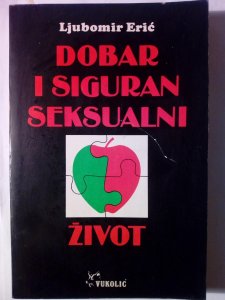 Ljubomir Erić
DOBAR
I SIGURAN
SEKSUALNI
ŽIVOT
VUKOLIĆ